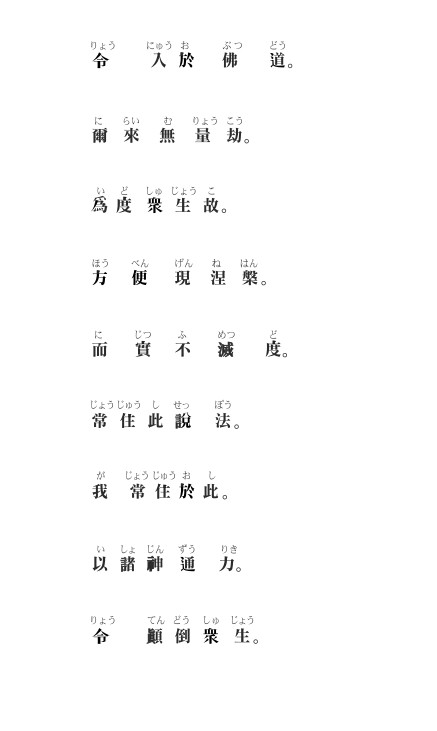 りょう にゅう お ぶつ どう
令 入 於 佛 道。
に らい む りょう こう
爾 來 無 量 劫。
い ど しゅ じょう こ
爲 度 衆 生 故。
ほう べん げん ね はん
方 便 現 涅 槃。
に じつ ふ めつ ど
而 實 不 滅 度。
じょう じゅう し せっ ぽう
常 住 此 說 法。
が じょう じゅう お し
我 常 住 於 此。
い しょ じん ずう りき
以 諸 神 通 力。
りょう てん どう しゅ じょう
令 顚 倒 衆 生。